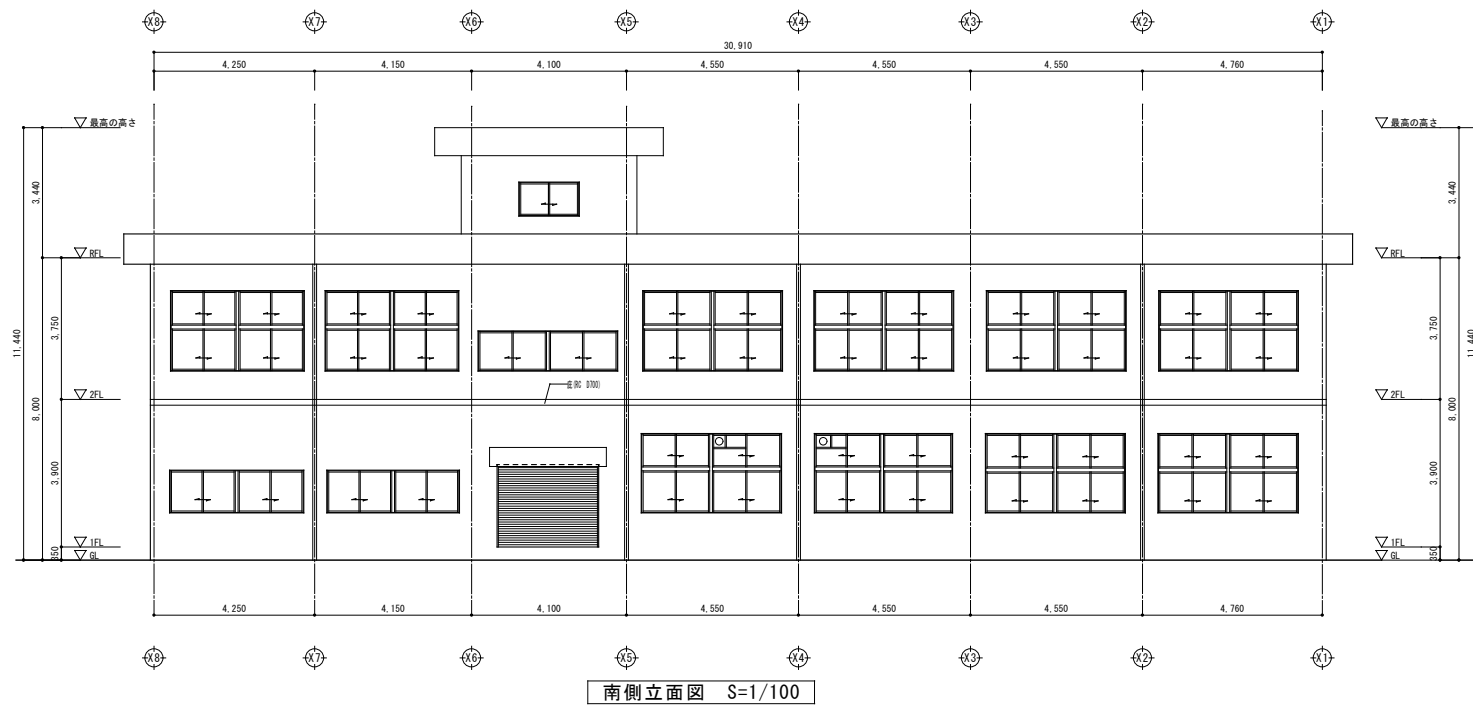 X8 X7 X6 X5 X4 X3 X2 X1
30,910
4,250 4,150 4,100 4,550 4,550 4,550 4,760
最高の高さ 最高の高さ
3,440 3,440
RFL RFL
11,440 3,750 3,750 11,440
庇(RC D700)
2FL 2FL
8,000 8,000
3,900 3,900
1FL 1FL
350 GL 350 GL
4,250 4,150 4,100 4,550 4,550 4,550 4,760
X8 X7 X6 X5 X4 X3 X2 X1
南側立面図 S=1/100